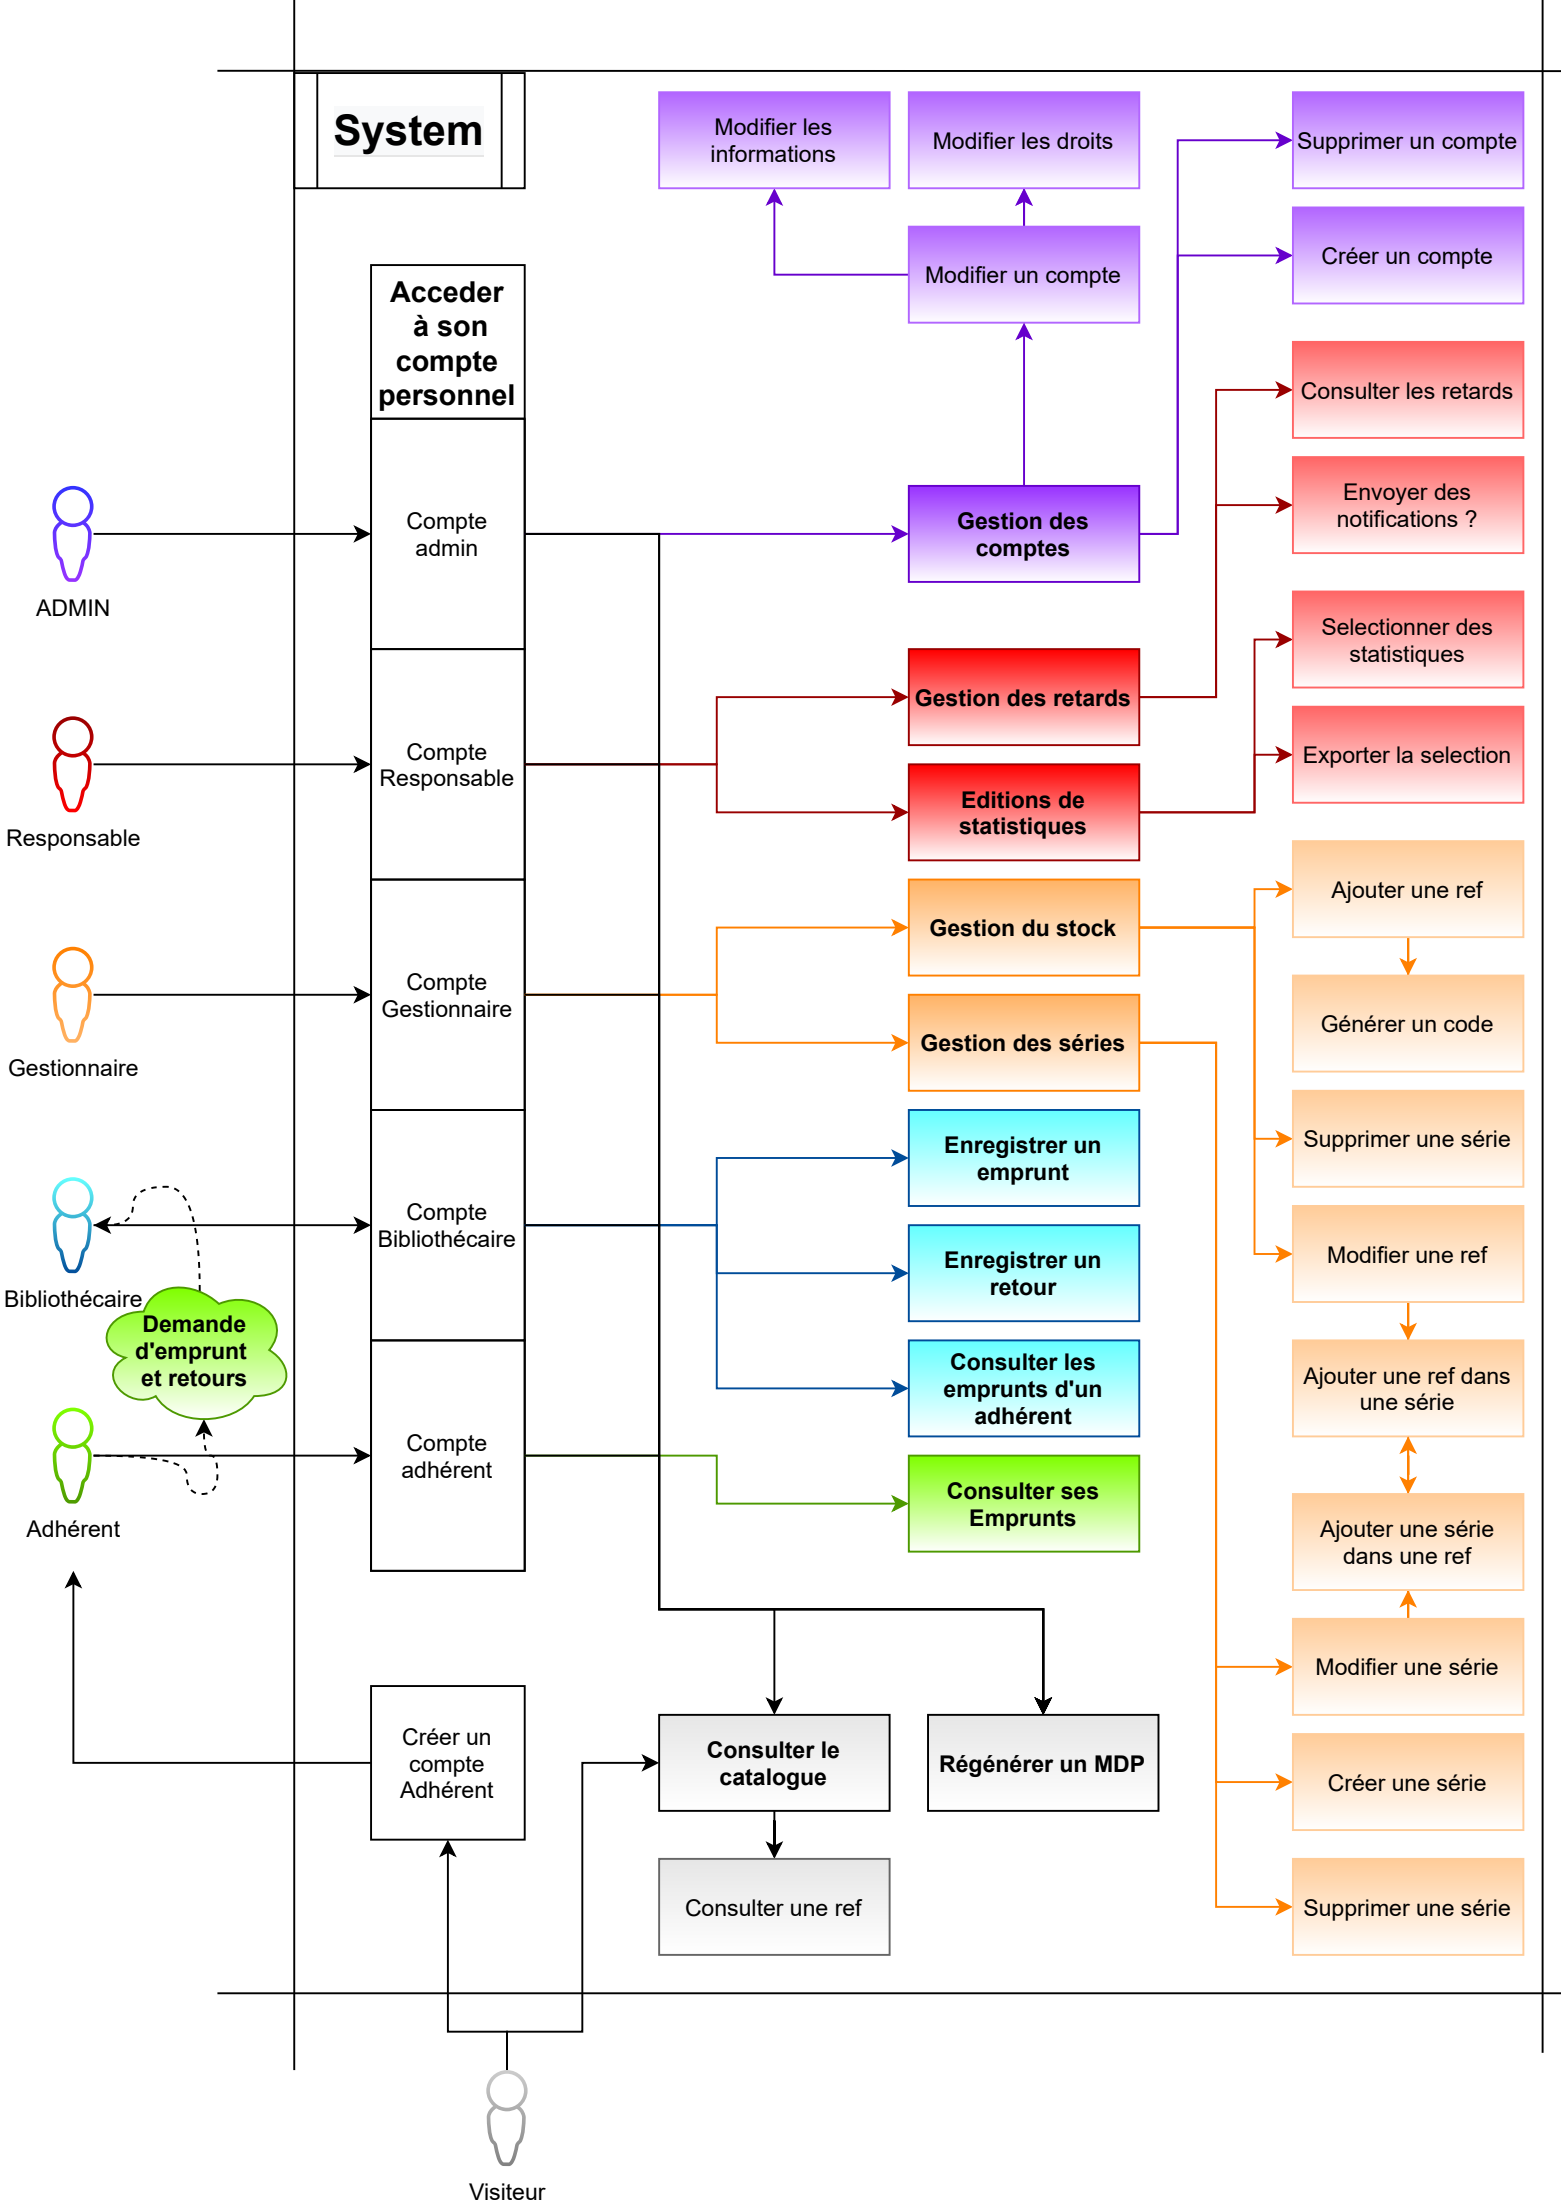 System
Modifier les
informations
Modifier les droits
Supprimer un compte
Modifier un compte
Créer un compte
Acceder
à son
compte
personnel
Consulter les retards
Envoyer des
notifications ?
Compte
admin
Gestion des
comptes
ADMIN
Selectionner des
statistiques
Gestion des retards
Compte
Responsable
Exporter la selection
Editions de
statistiques
Responsable
Ajouter une ref
Gestion du stock
Compte
Gestionnaire
Générer un code
Gestion des séries
Gestionnaire
Enregistrer un
emprunt
Supprimer une série
Compte
Bibliothécaire
Enregistrer un
retour
Modifier une ref
Bibliothécaire
Demande
d'emprunt
et retours
Consulter les
emprunts d'un
adhérent
Ajouter une ref dans
une série
Compte
adhérent
Consulter ses
Emprunts
Adhérent
Ajouter une série
dans une ref
Modifier une série
Créer un
compte
Adhérent
Consulter le
catalogue
Régénérer un MDP
Créer une série
Consulter une ref
Supprimer une série
Visiteur